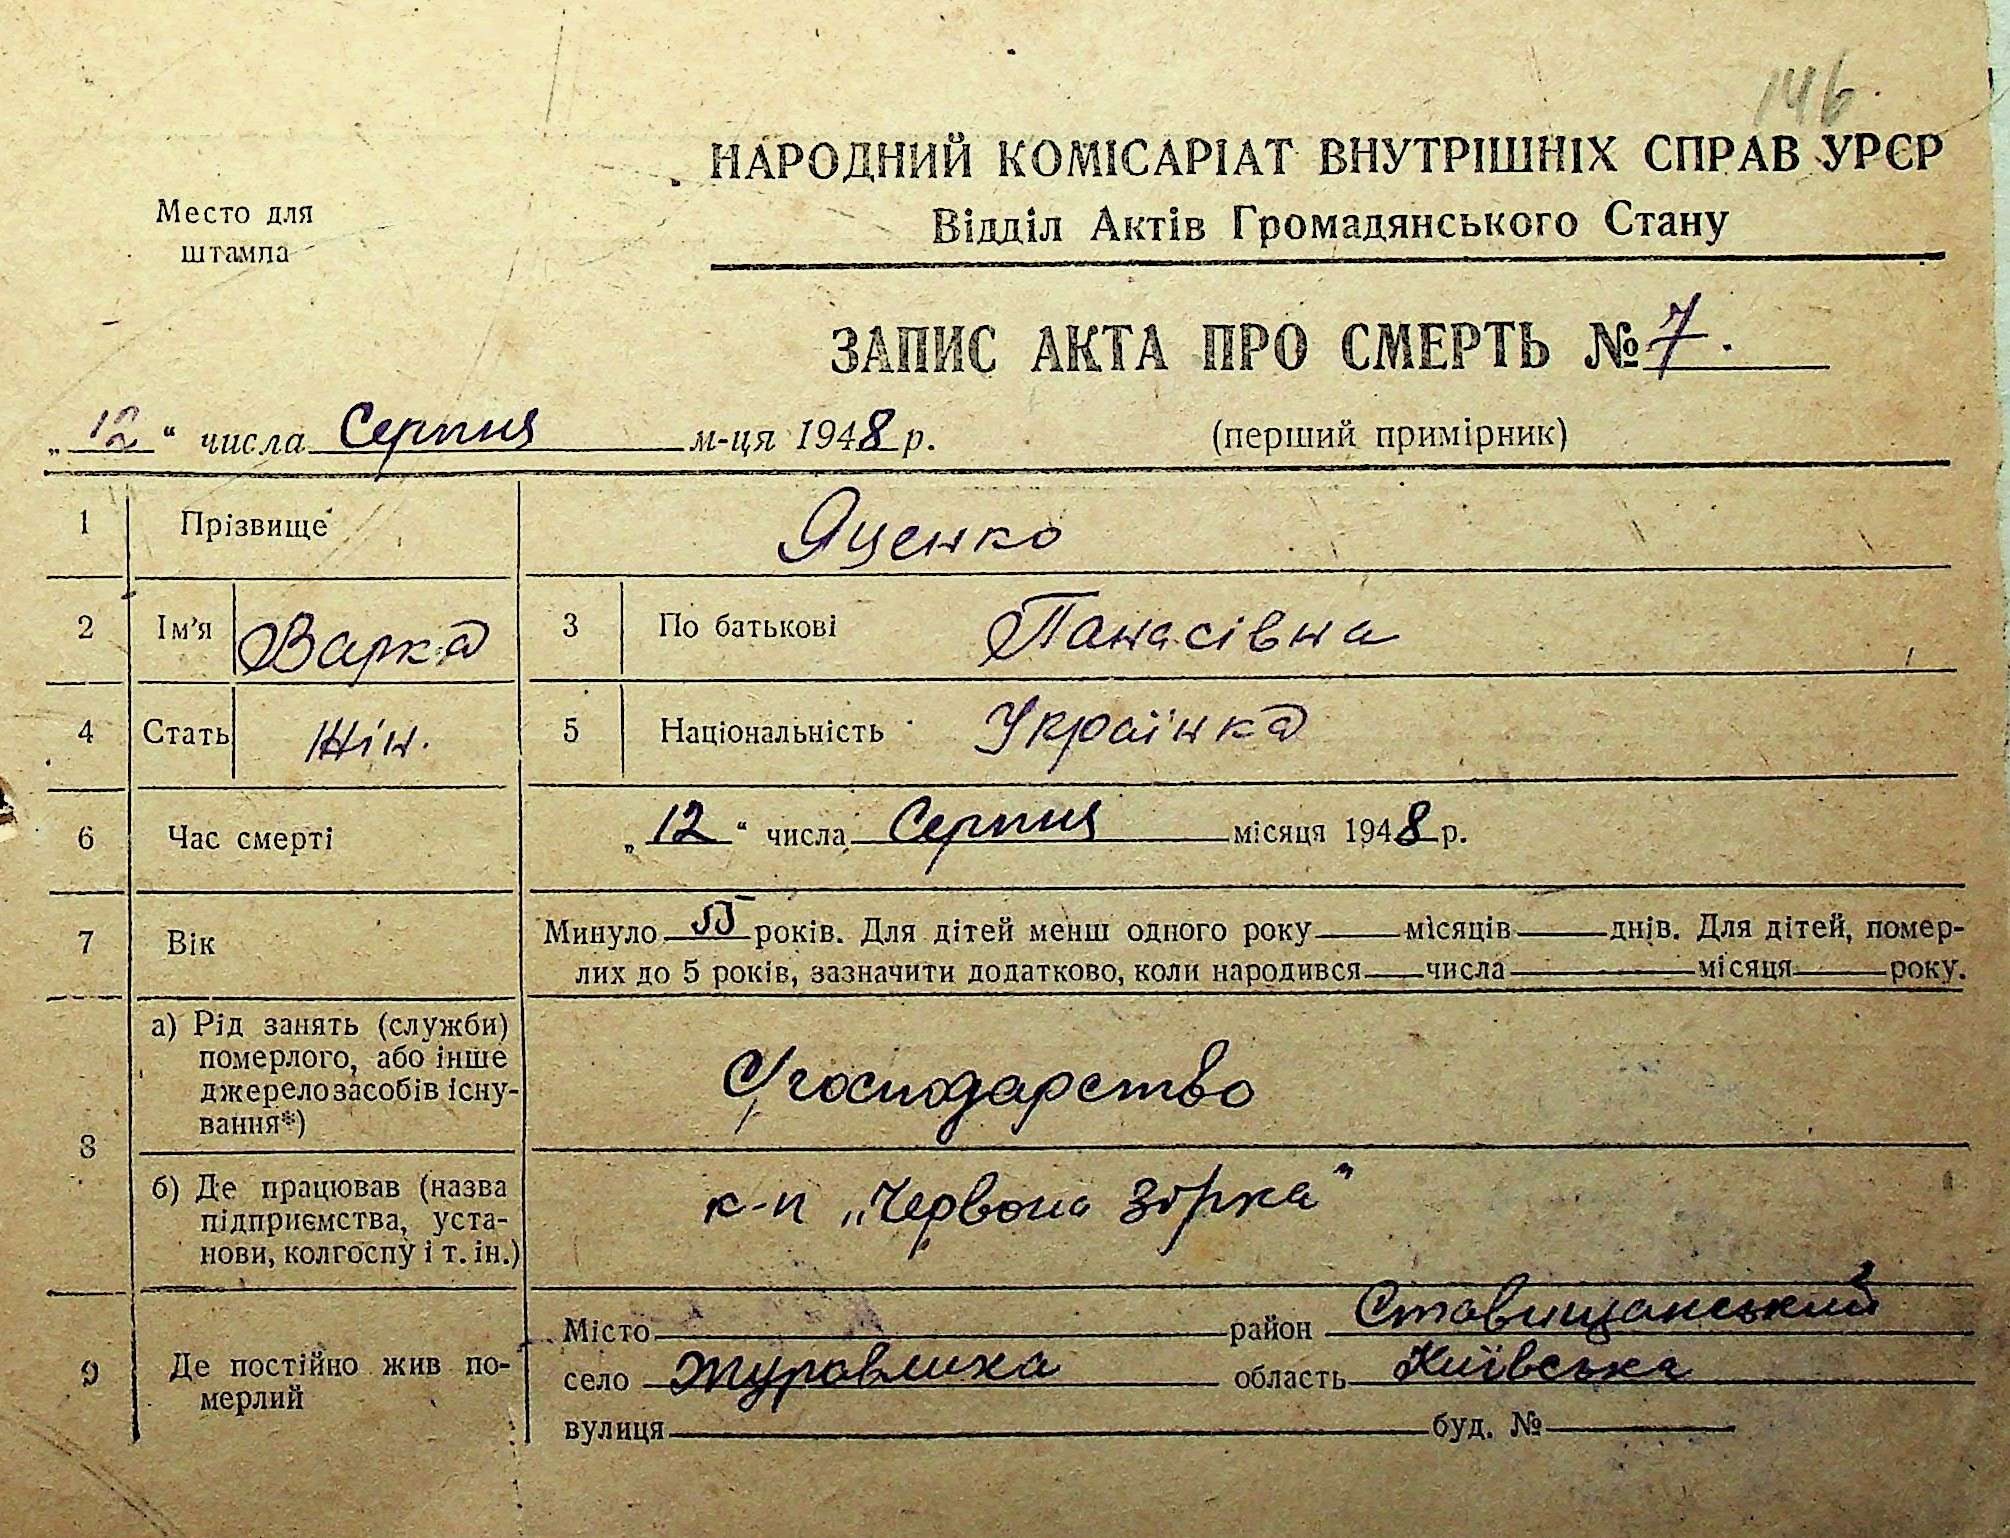 146
НАРОДНИЙ КОМІСАРІАТ ВНУТРІШНІХ СПРАВ УРЄР
Відділ Актів Громадянського Стану
Место для
штампа
ЗАПИС АКТА ПРО СМЕРТЬ № 7.
„12“ числа Серпня м-ця 1948 р. (перший примірник)
1 Прізвище Яценко
2 Ім'я Варка 3 По батькові Панасівна
4 Стать Жін. 5 Національність Українка
6 Час смерті „12“ числа Серпня місяця 1948 р.
7 Вік Минуло 55 років. Для дітей менш одного року місяців днів. Для дітей, помер-
лих до 5 років, зазначити додатково, коли народився числа місяця року.
8 а) Рід занять (служби)
померлого, або інше
джерело засобів існу-
вання*)
С/господарство
б) Де працював (назва
підприємства, уста-
нови, колгоспу і т. ін.)
к-п „Червона Зірка"
9 Де постійно жив по-
мерлий
Місто район Ставищанський
село Журавлиха область Київська
вулиця буд. №